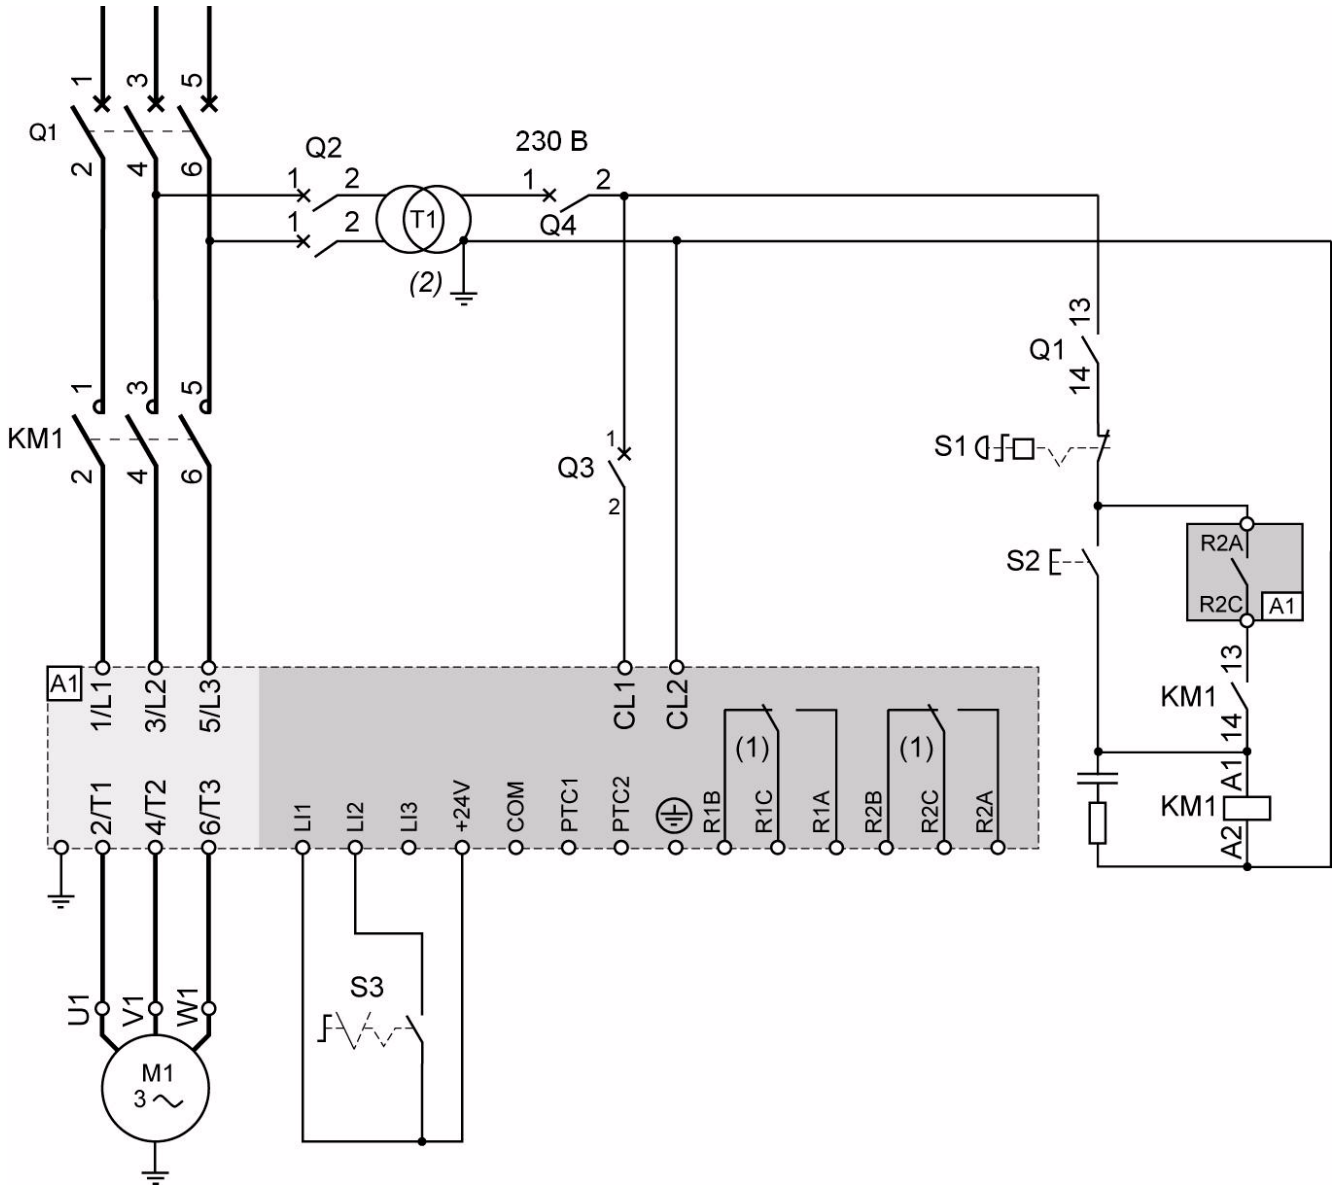 1 3 5
Q1
2 4 6
Q2
230 В
1 2 1 2
T1
1 2 Q4
(2)
13
Q1
14
1 3 5
KM1
2 4 6
1
Q3
2
S1
S2
R2A
R2C A1
13
KM1
14
A1
KM1
A2
A1
1/L1 3/L2 5/L3 CL1 CL2
(1) (1)
2/T1 4/T2 6/T3 LI1 LI2 LI3 +24V COM PTC1 PTC2 R1B R1C R1A R2B R2C R2A
S3
U1 V1 W1
M1
3